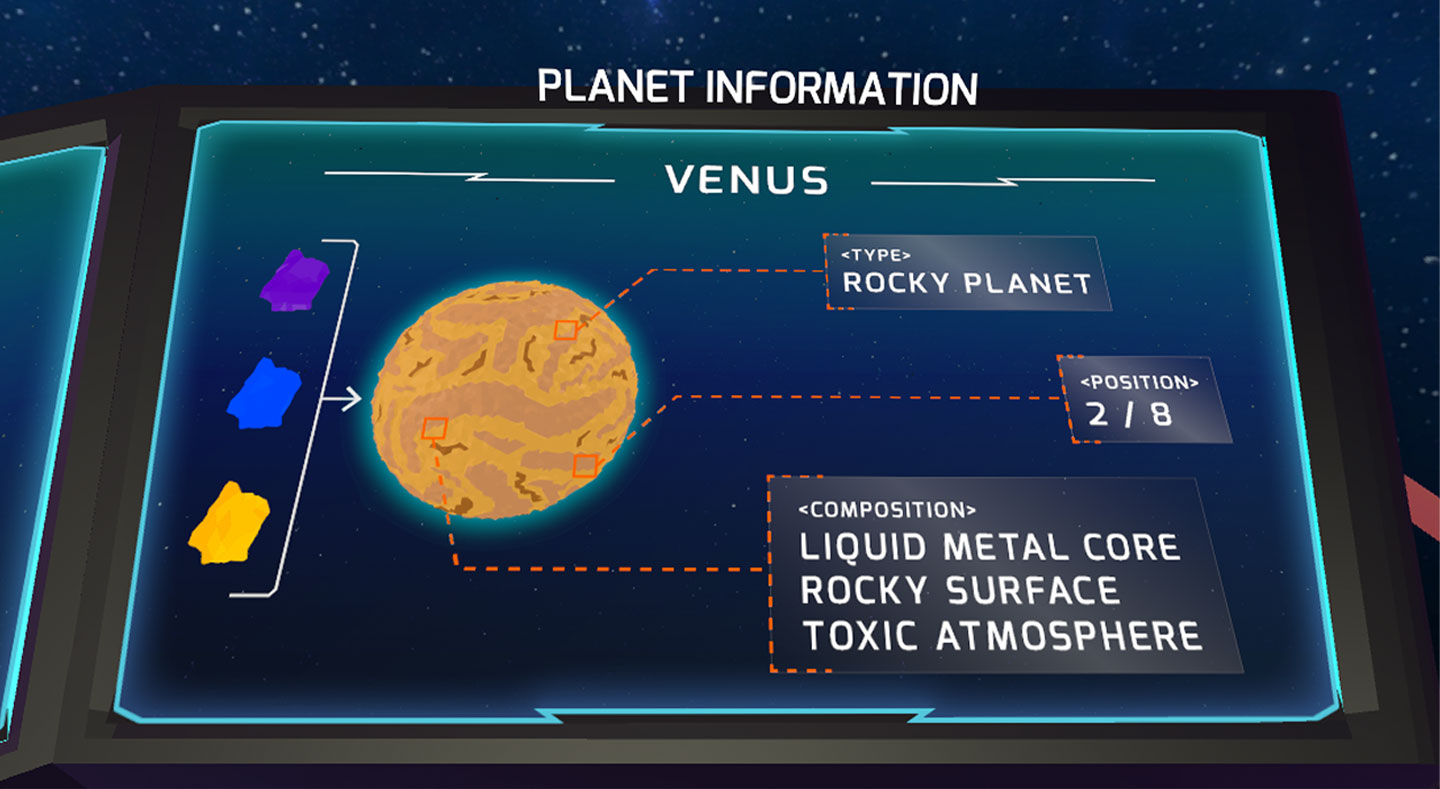 PLANET INFORMATION
VENUS
<TYPE>
ROCKY PLANET
<POSITION>
2 / 8
<COMPOSITION>
LIQUID METAL CORE
ROCKY SURFACE
TOXIC ATMOSPHERE